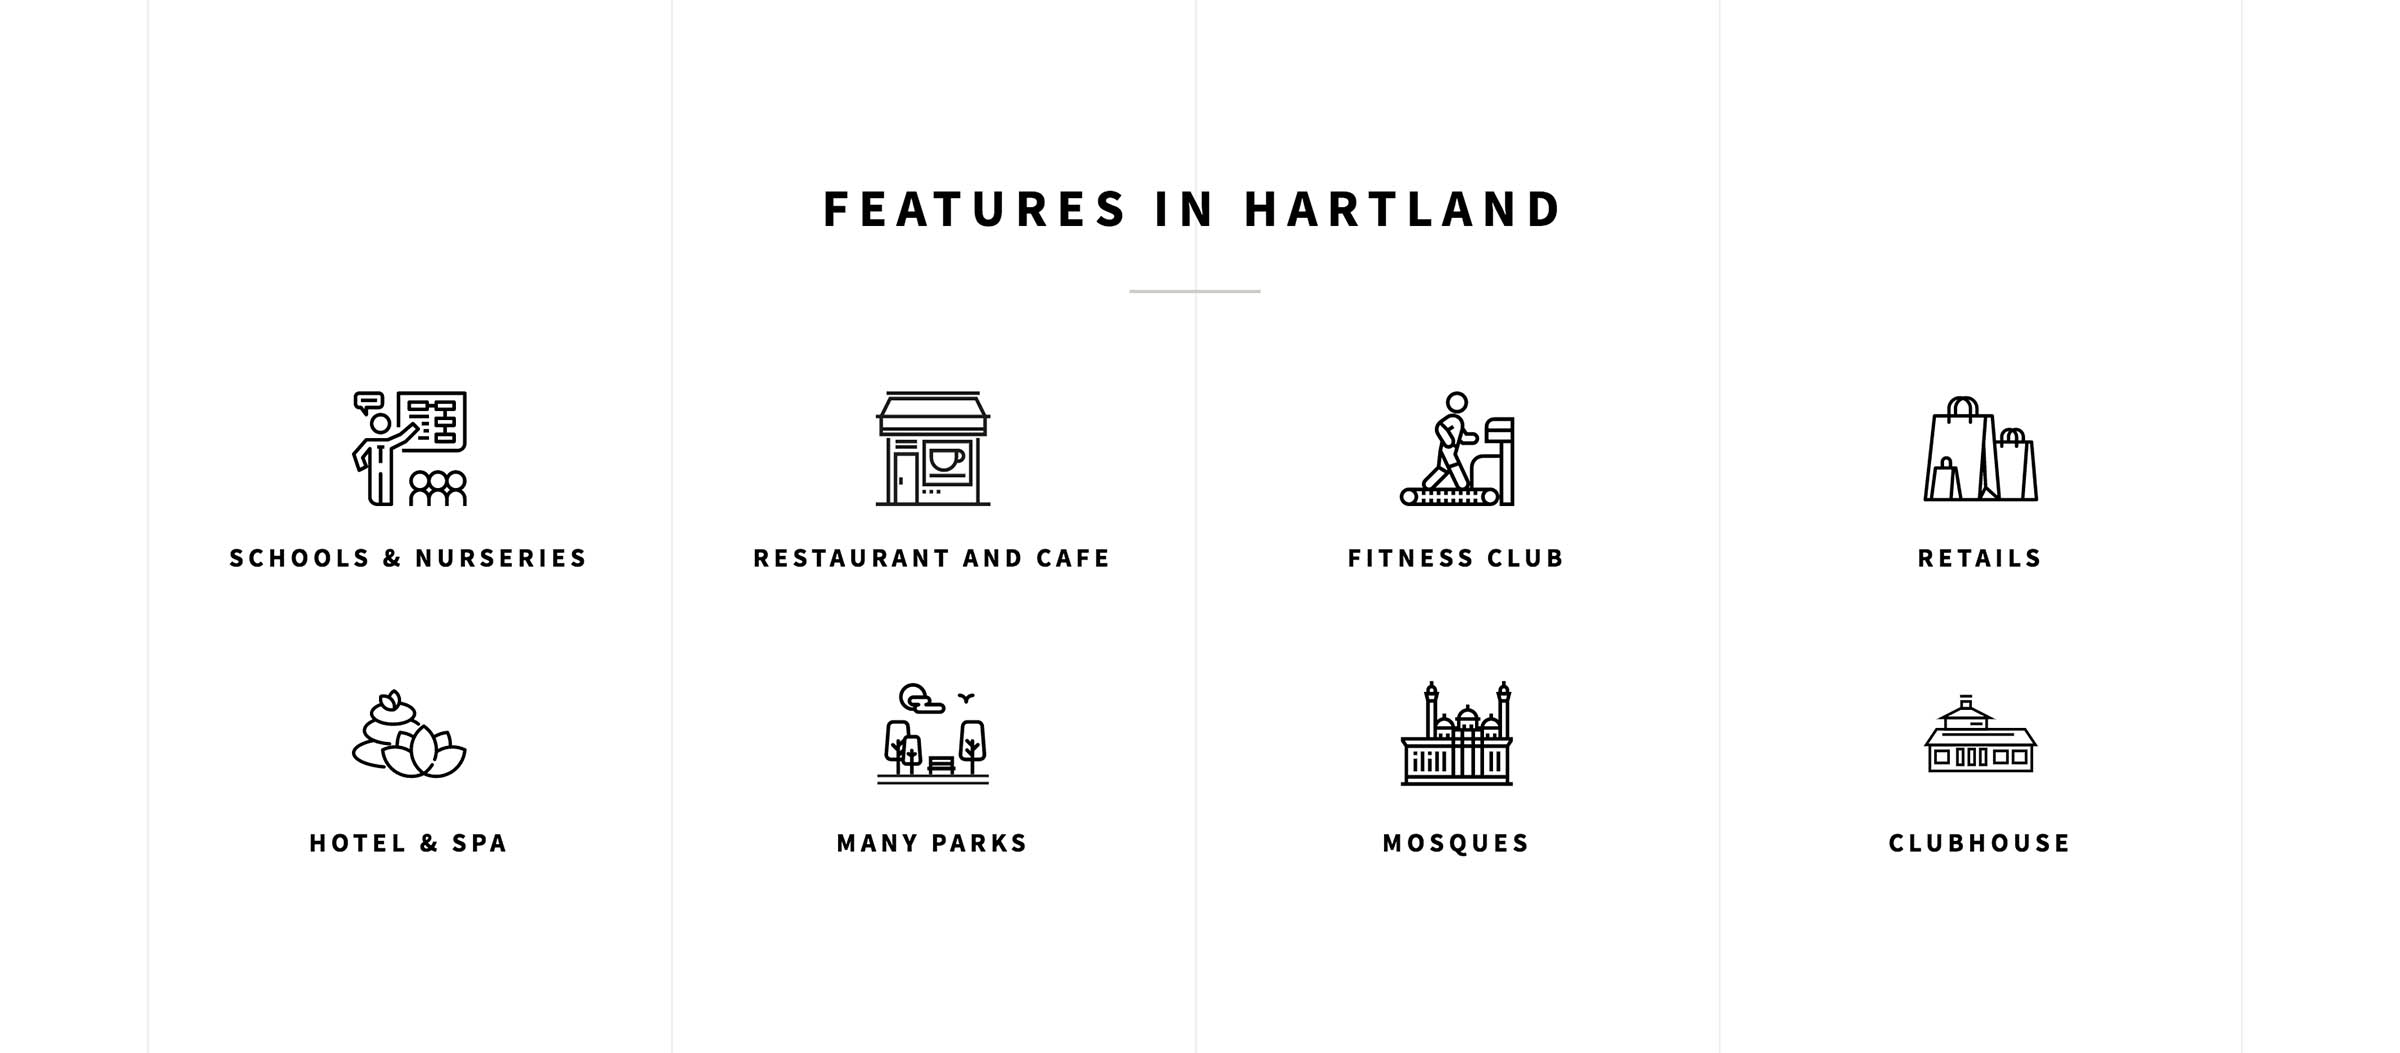 FEATURES IN HARTLAND
SCHOOLS & NURSERIES
RESTAURANT AND CAFE
FITNESS CLUB
RETAILS
HOTEL & SPA
MANY PARKS
MOSQUES
CLUBHOUSE